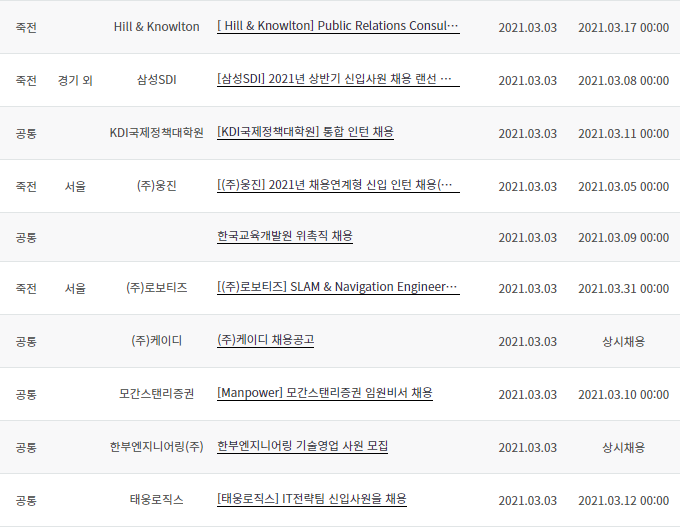 죽전 Hill & Knowlton [ Hill & Knowlton] Public Relations Consul··· 2021.03.03 2021.03.17 00:00
죽전 경기 외 삼성SDI [삼성SDI] 2021년 상반기 신입사원 채용 랜선 ··· 2021.03.03 2021.03.08 00:00
공통 KDI국제정책대학원 [KDI국제정책대학원] 통합 인턴 채용 2021.03.03 2021.03.11 00:00
죽전 서울 (주)웅진 [(주)웅진] 2021년 채용연계형 신입 인턴 채용(··· 2021.03.03 2021.03.05 00:00
공통 한국교육개발원 위촉직 채용 2021.03.03 2021.03.09 00:00
죽전 서울 (주)로보티즈 [(주)로보티즈] SLAM & Navigation Engineer··· 2021.03.03 2021.03.31 00:00
공통 (주)케이디 (주)케이디 채용공고 2021.03.03 상시채용
공통 모간스탠리증권 [Manpower] 모간스탠리증권 임원비서 채용 2021.03.03 2021.03.10 00:00
공통 한부엔지니어링(주) 한부엔지니어링 기술영업 사원 모집 2021.03.03 상시채용
공통 태웅로직스 [태웅로직스] IT전략팀 신입사원을 채용 2021.03.03 2021.03.12 00:00